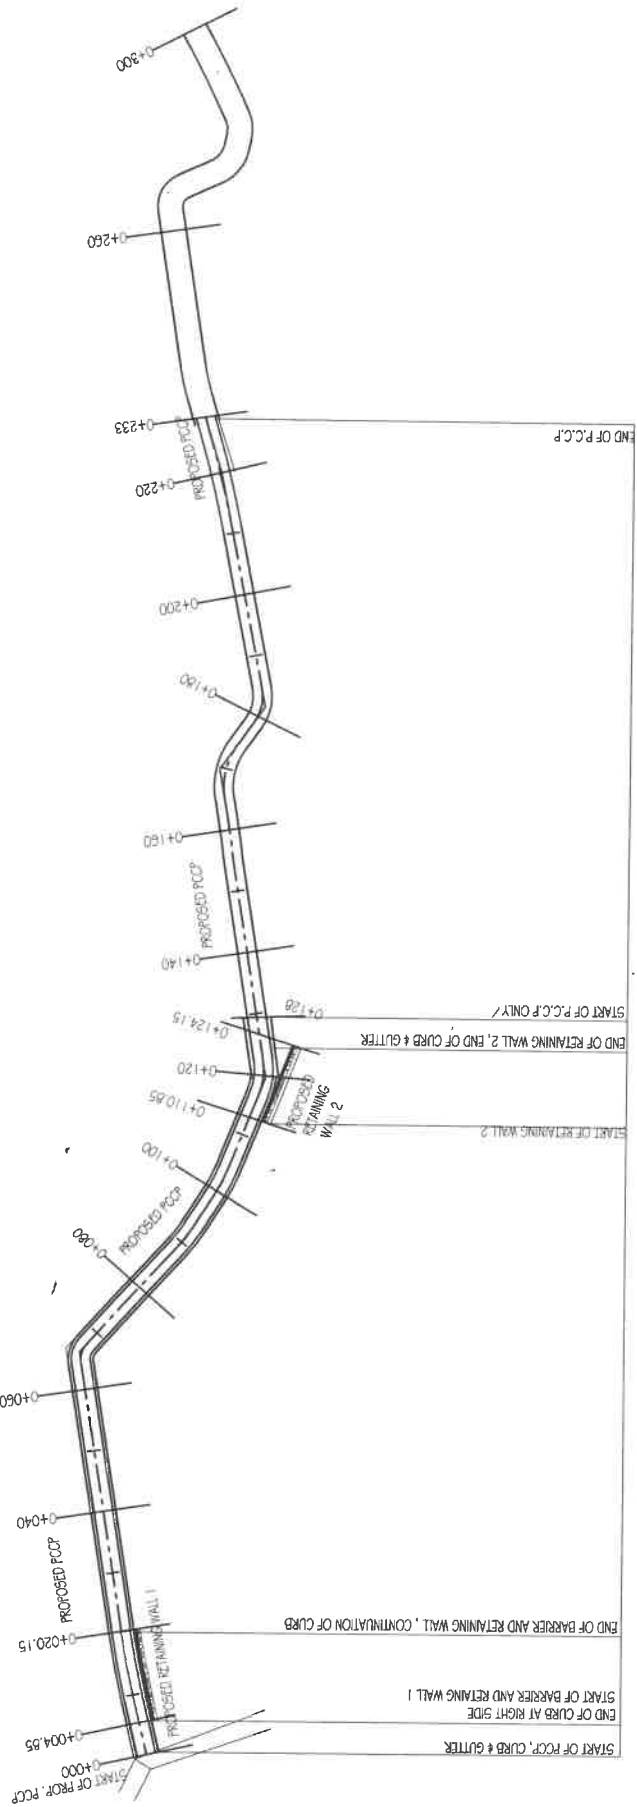 0+300
0+260
0+233
PROPOSED PCCP
0+220
0+200
0+180
0+160
PROPOSED PCCP
0+140
0+128
0+124.15
0+120
PROPOSED
RETAINING
WALL 2
0+110.85
0+100
PROPOSED PCCP
0+080
0+060
0+040
PROPOSED PCCP
0+020.15
PROPOSED RETAINING WALL 1
0+004.85
0+000
START OF PROP. PCCP
END OF P.C.C.P
START OF P.C.C.P ONLY /
END OF RETAINING WALL 2, END OF CURB & GUTTER
START OF RETAINING WALL 2
END OF BARRIER AND RETAINING WALL , CONTINUATION OF CURB
START OF BARRIER AND RETAING WALL 1
END OF CURB AT RIGHT SIDE
START OF PCCP, CURB & GUTTER